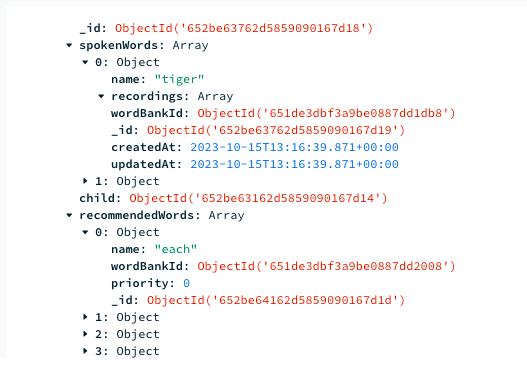 _id: ObjectId('652be63762d5859090167d18')
spokenWords: Array
0: Object
name: "tiger"
recordings: Array
wordBankId: ObjectId('651de3dbf3a9be0887dd1db8')
_id: ObjectId('652be63762d5859090167d19')
createdAt: 2023-10-15T13:16:39.871+00:00
updatedAt: 2023-10-15T13:16:39.871+00:00
1: Object
child: ObjectId('652be63162d5859090167d14')
recommendedWords: Array
0: Object
name: "each"
wordBankId: ObjectId('651de3dbf3a9be0887dd2008')
priority: 0
_id: ObjectId('652be64162d5859090167d1d')
1: Object
2: Object
3: Object